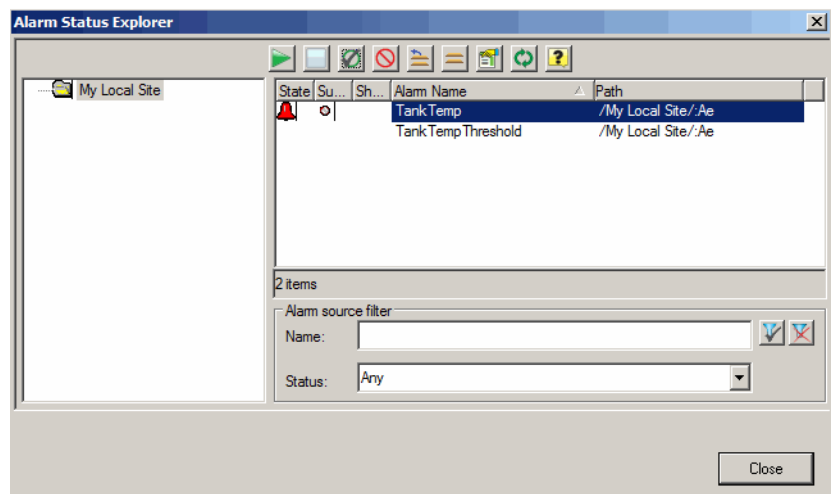 Alarm Status Explorer
My Local Site
State Su... Sh... Alarm Name Path
TankTemp /My Local Site/:Ae
TankTempThreshold /My Local Site/:Ae
2 items
Alarm source filter
Name:
Status: Any
Close